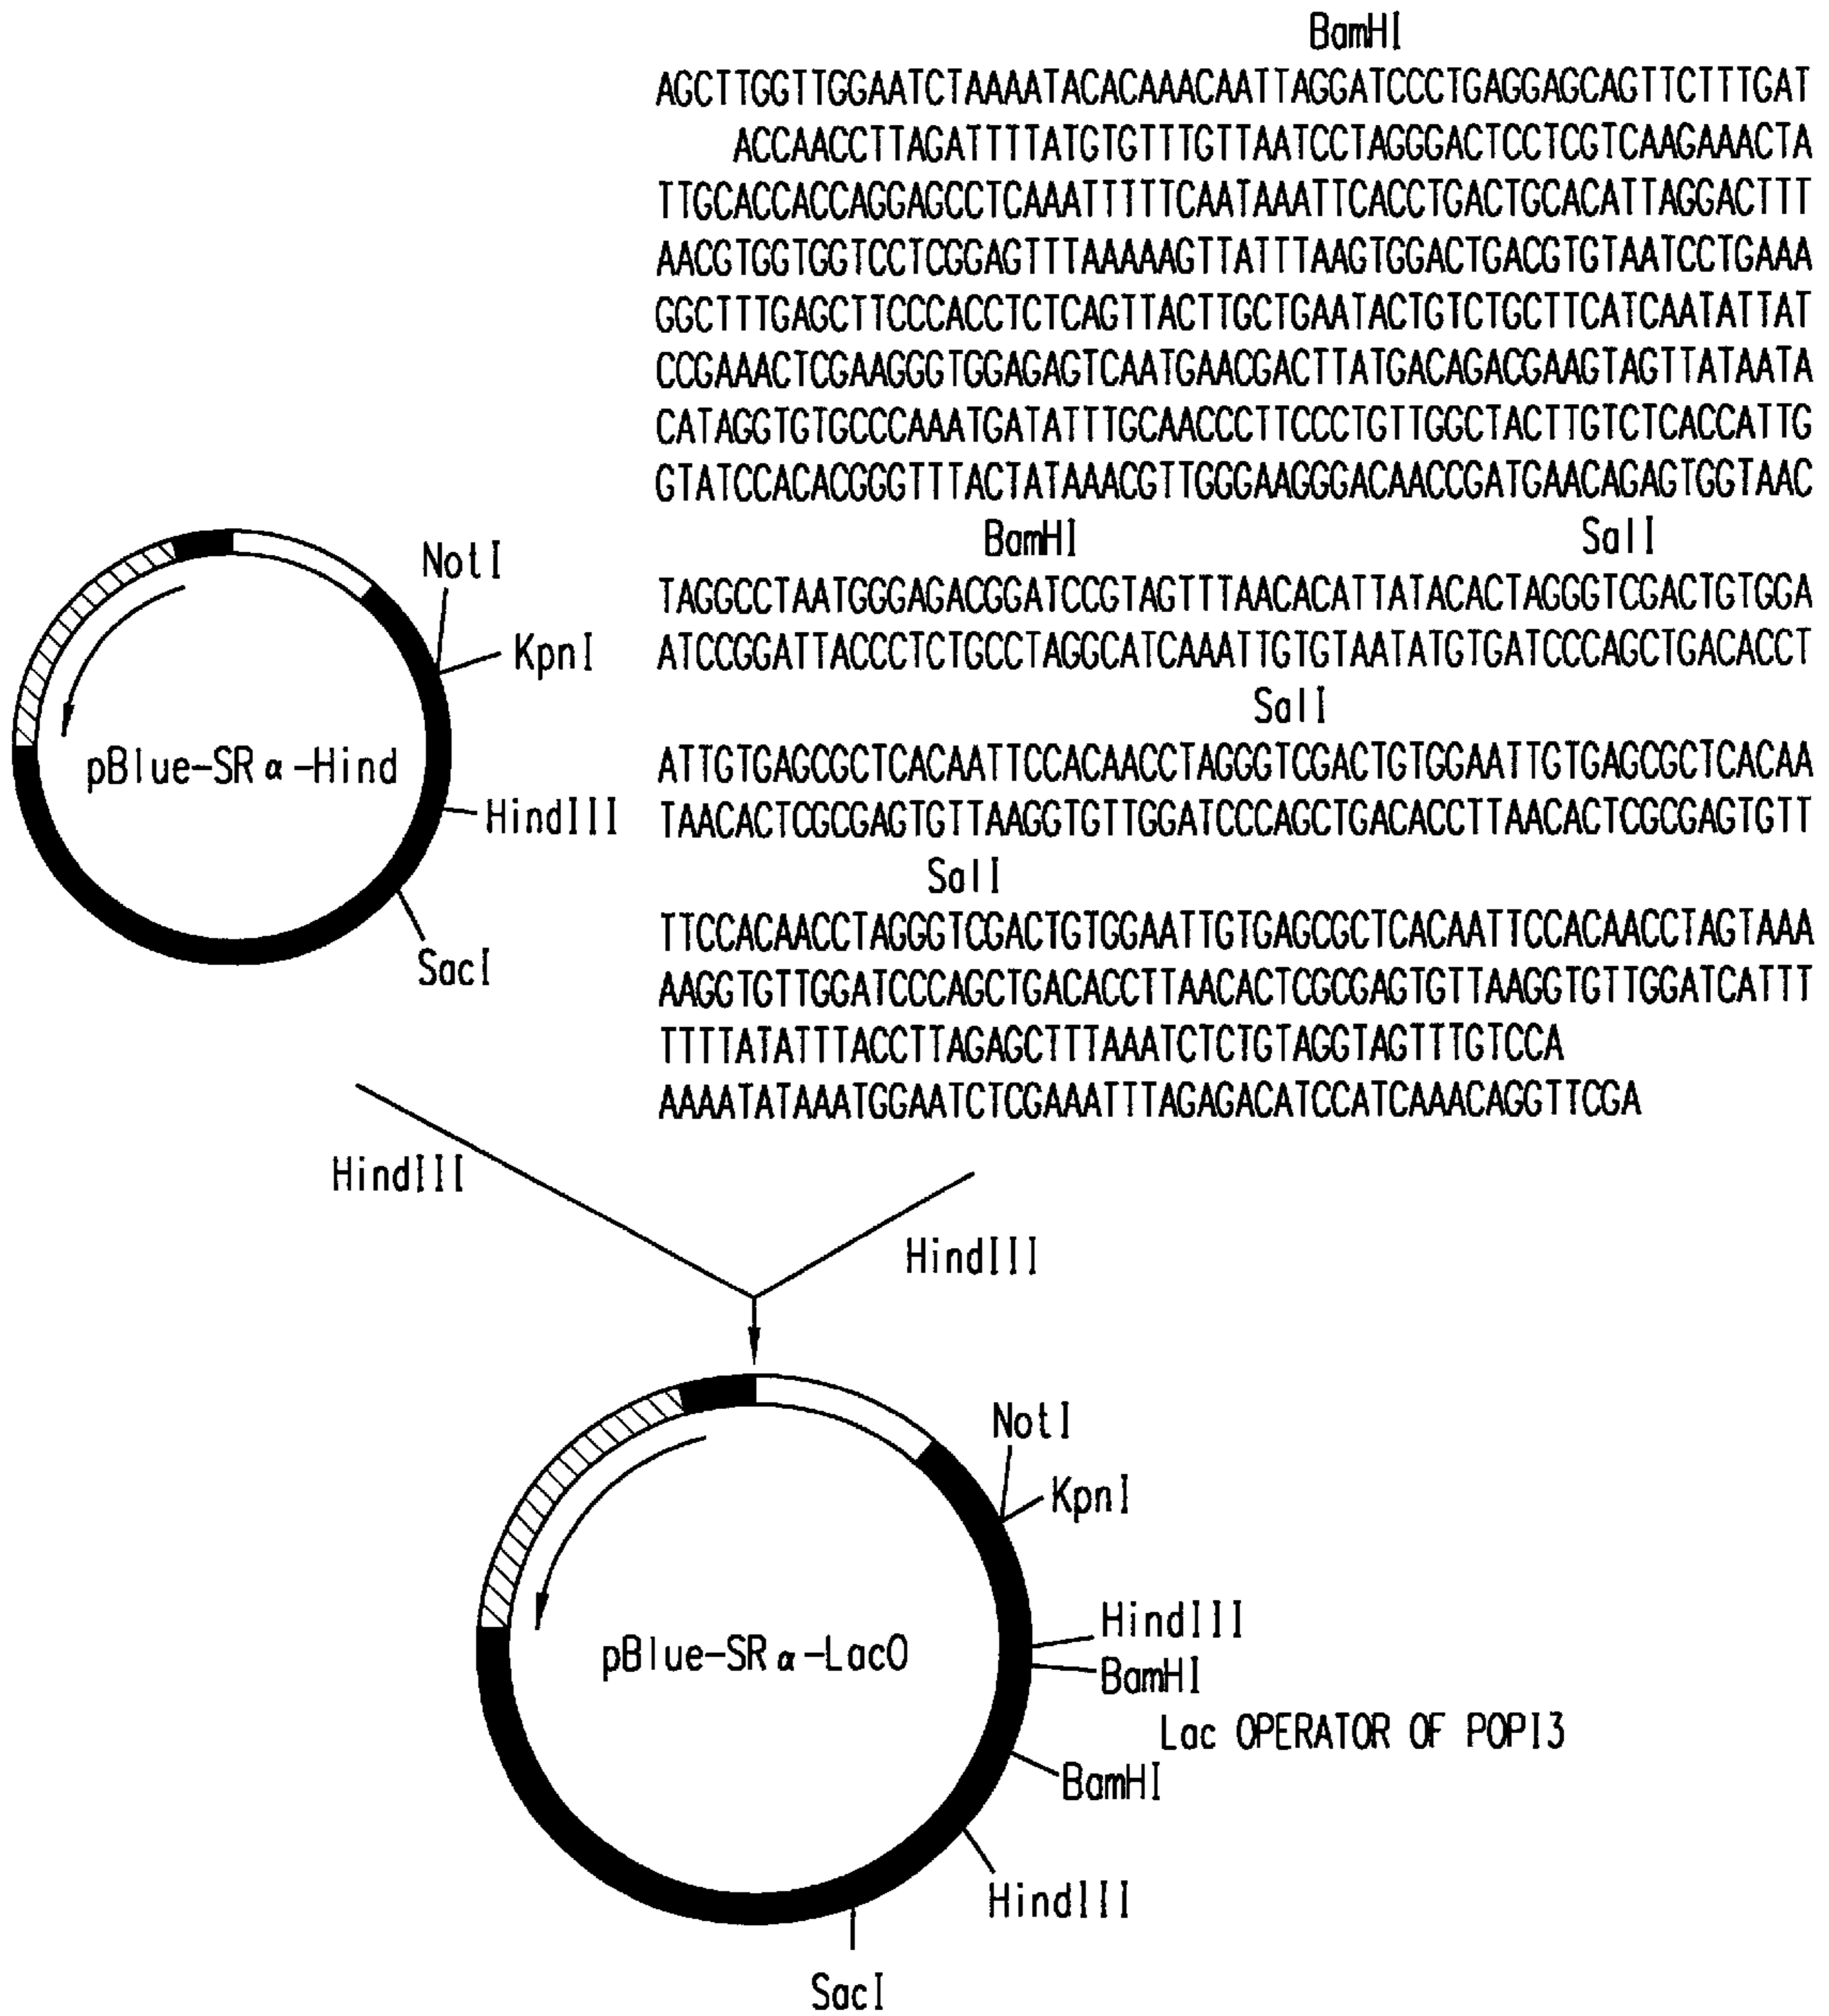 BamHI
AGCTTGGTTGGAATCTAAAATACACAAACAATTAGGATCCCTGAGGAGCAGTTCTTTGAT
ACCAACCTTAGATTTTATGTGTTTGTTAATCCTAGGGACTCCTCGTCAAGAAACTA
TTGCACCACCAGGAGCCTCAAATTTTTCAATAAATTCACCTGACTGCACATTAGGACTTT
AACGTGGTGGTCCTCGGAGTTTAAAAAGTTATTTAAGTGGACTGACGTGTAATCCTGAAA
GGCTTTGAGCTTCCCACCTCTCAGTTACTTGCTGAATACTGTCTGCTTCATCAATATTAT
CCGAAACTCGAAGGGTGGAGAGTCAATGAACGACTTATGACAGACGAAGTAGTTATAATA
CATAGGTGTGCCCAAATGATATTTGCAACCCTTCCCTGTTGGCTACTTGTCTCACCATTG
GTATCCACACGGGTTTACTATAAACGTTGGGAAGGGACAACCGATGAACAGAGTGGTAAC
BamHI SalI
TAGGCCTAATGGGAGACGGATCCGTAGTTTAACACATTATACACTAGGGTCGACTGTGGA
ATCCGGATTACCCTCTGCCTAGGCATCAAATTGTGTAATATGTGATCCCAGCTGACACCT
SalI
ATTGTGAGCGCTCACAATTCCACAACCTAGGGTCGACTGTGGAATTGTGAGCGCTCACAA
TAACACTCGCGAGTGTTAAGGTGTTGGATCCCAGCTGACACCTTAACACTCGCGAGTGTT
SalI
TTCCACAACCTAGGGTCGACTGTGGAATTGTGAGCGCTCACAATTCCACAACCTAGTAAA
AAGGTGTTGGATCCCAGCTGACACCTTAACACTCGCGAGTGTTAAGGTGTTGGATCATTT
TTTTATATTTACCTTAGAGCTTTAAATCTCTGTAGGTAGTTTGTCCA
AAAATATAAATGGAATCTCGAAATTTAGAGACATCCATCAAACAGGTTCGA
NotI
KpnI
pBlue-SRα-Hind
HindIII
SacI
HindIII
HindIII
NotI
KpnI
HindIII
pBlue-SRα-LacO
BamHI
Lac OPERATOR OF POPI3
BamHI
HindIII
SacI